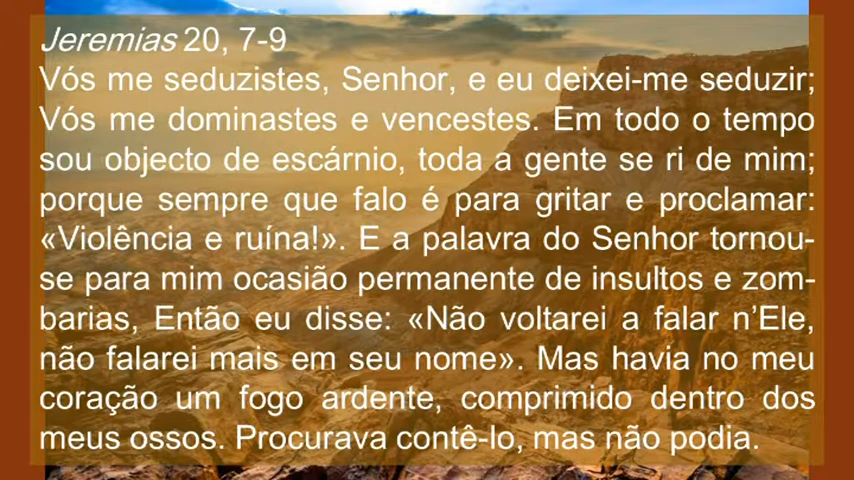 Jeremias 20, 7-9
Vós me seduzistes, Senhor, e eu deixei-me seduzir;
Vós me dominastes e vencestes. Em todo o tempo
sou objecto de escárnio, toda a gente se ri de mim;
porque sempre que falo é para gritar e proclamar:
«Violência e ruína!». E a palavra do Senhor tornou-
se para mim ocasião permanente de insultos e zom-
barias, Então eu disse: «Não voltarei a falar n’Ele,
não falarei mais em seu nome». Mas havia no meu
coração um fogo ardente, comprimido dentro dos
meus ossos. Procurava contê-lo, mas não podia.